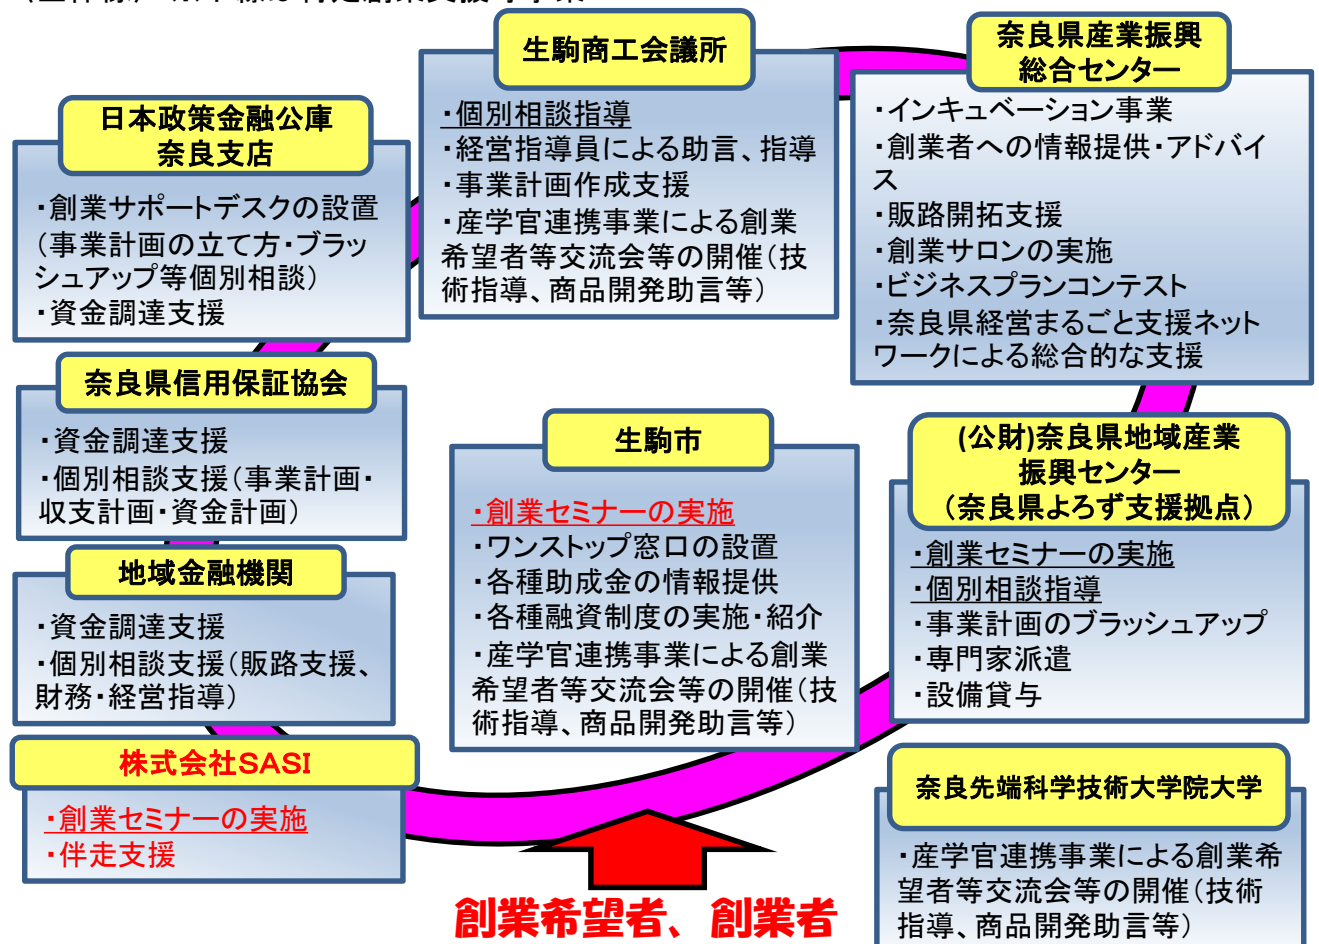 生駒商工会議所
・個別相談指導
・経営指導員による助言、指導
・事業計画作成支援
・産学官連携事業による創業
希望者等交流会等の開催（技
術指導、商品開発助言等）
奈良県産業振興
総合センター
・インキュベーション事業
・創業者への情報提供・アドバイ
ス
・販路開拓支援
・創業サロンの実施
・ビジネスプランコンテスト
・奈良県経営まるごと支援ネット
ワークによる総合的な支援
日本政策金融公庫
奈良支店
・創業サポートデスクの設置
（事業計画の立て方・ブラッ
シュアップ等個別相談）
・資金調達支援
奈良県信用保証協会
・資金調達支援
・個別相談支援（事業計画・
収支計画・資金計画）
地域金融機関
・資金調達支援
・個別相談支援（販路支援、
財務・経営指導）
株式会社SASI
・創業セミナーの実施
・伴走支援
生駒市
・創業セミナーの実施
・ワンストップ窓口の設置
・各種助成金の情報提供
・各種融資制度の実施・紹介
・産学官連携事業による創業
希望者等交流会等の開催（技
術指導、商品開発助言等）
(公財)奈良県地域産業
振興センター
（奈良県よろず支援拠点）
・創業セミナーの実施
・個別相談指導
・事業計画のブラッシュアップ
・専門家派遣
・設備貸与
奈良先端科学技術大学院大学
・産学官連携事業による創業希
望者等交流会等の開催（技術
指導、商品開発助言等）
創業希望者、創業者